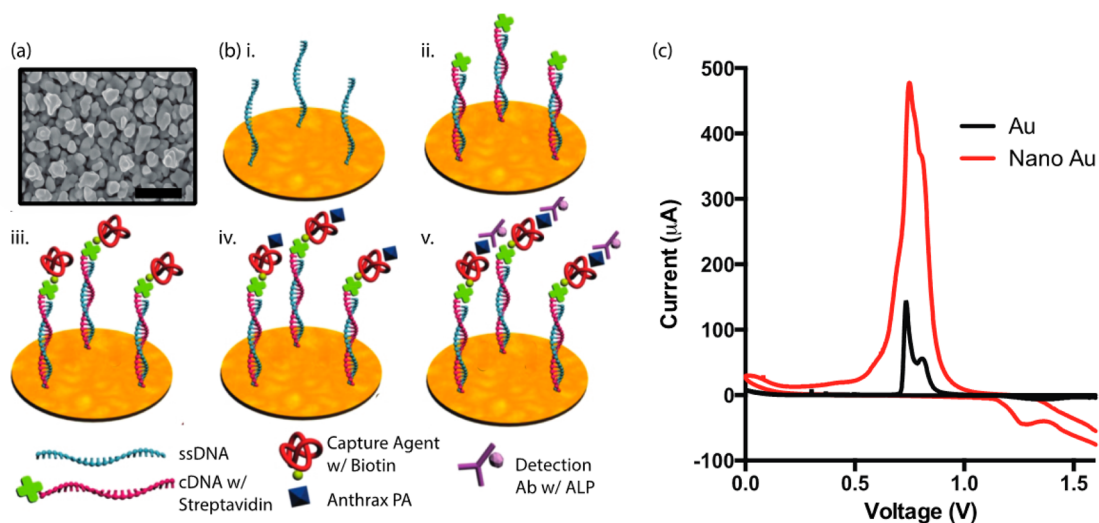 (a)
(b) i.
ii.
iii.
iv.
v.
ssDNA
cDNA w/
Streptavidin
Capture Agent
w/ Biotin
Anthrax PA
Detection
Ab w/ ALP
(c)
500
400
300
200
100
0
-100
Current (µA)
Au
Nano Au
0.0
0.5
1.0
1.5
Voltage (V)